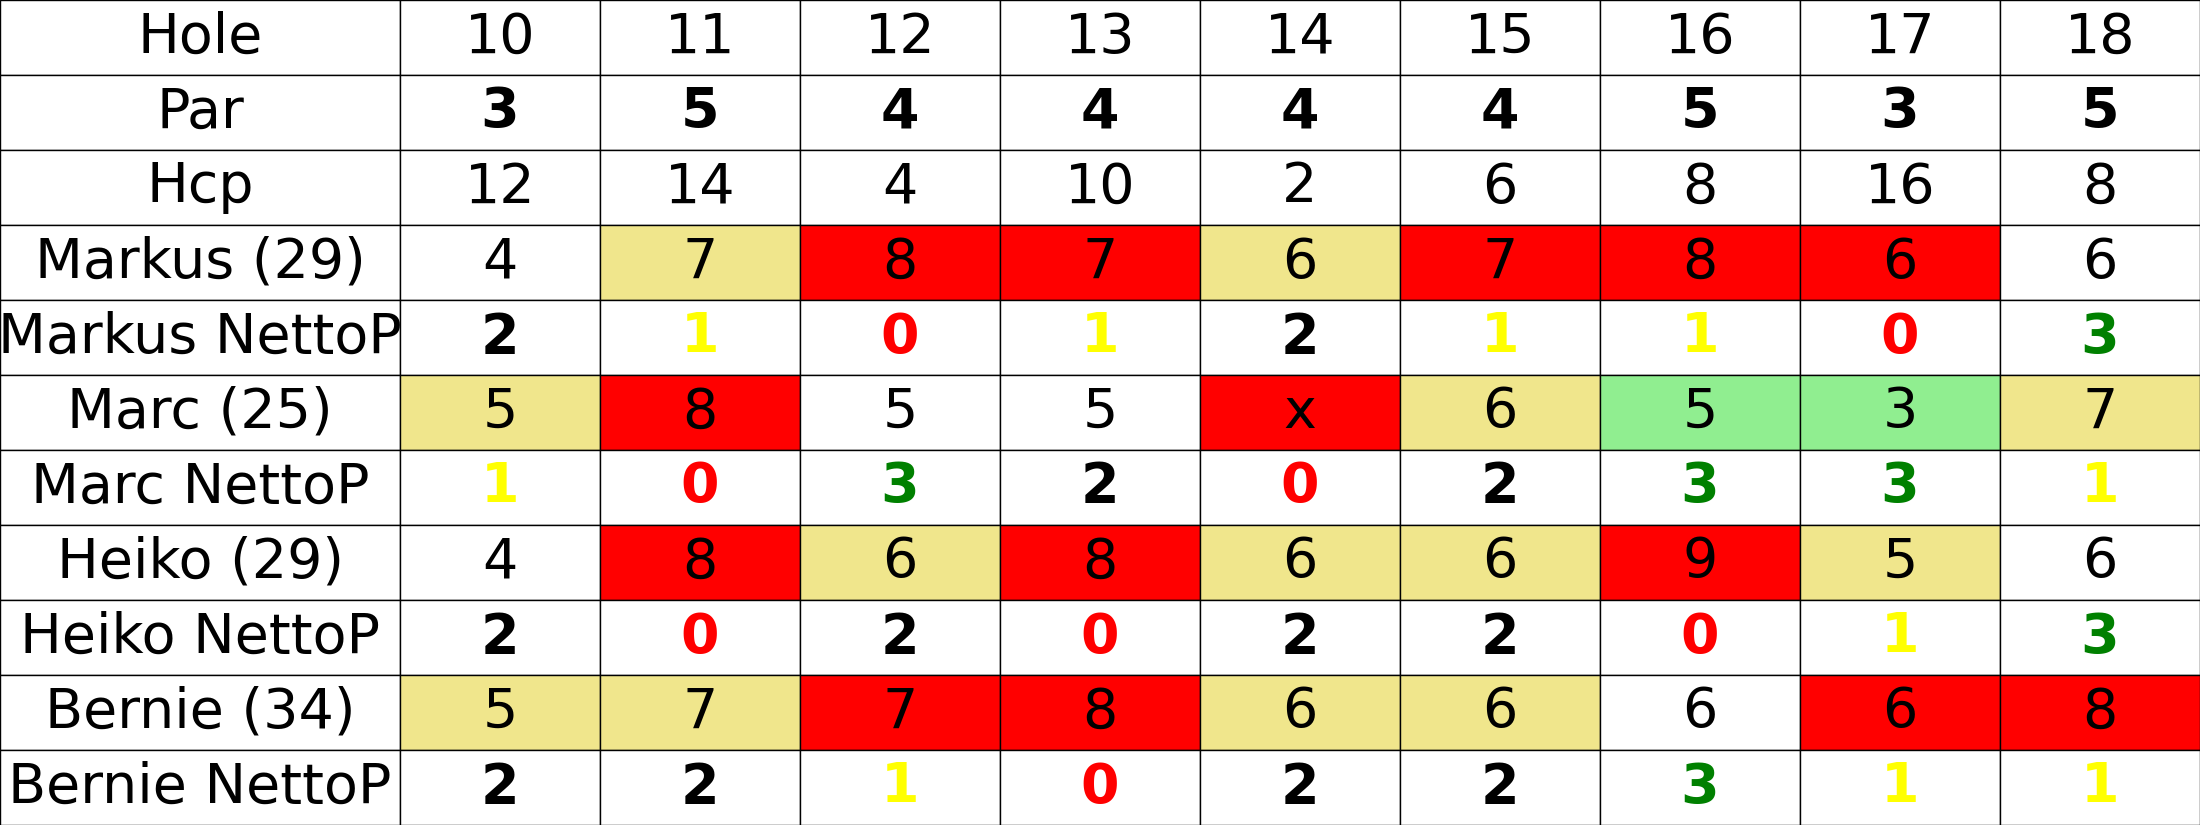 Hole 10 11 12 13 14 15 16 17 18
Par 3 5 4 4 4 4 5 3 5
Hcp 12 14 4 10 2 6 8 16 8
Markus (29) 4 7 8 7 6 7 8 6 6
Markus NettoP 2 1 0 1 2 1 1 0 3
Marc (25) 5 8 5 5 x 6 5 3 7
Marc NettoP 1 0 3 2 0 2 3 3 1
Heiko (29) 4 8 6 8 6 6 9 5 6
Heiko NettoP 2 0 2 0 2 2 0 1 3
Bernie (34) 5 7 7 8 6 6 6 6 8
Bernie NettoP 2 2 1 0 2 2 3 1 1